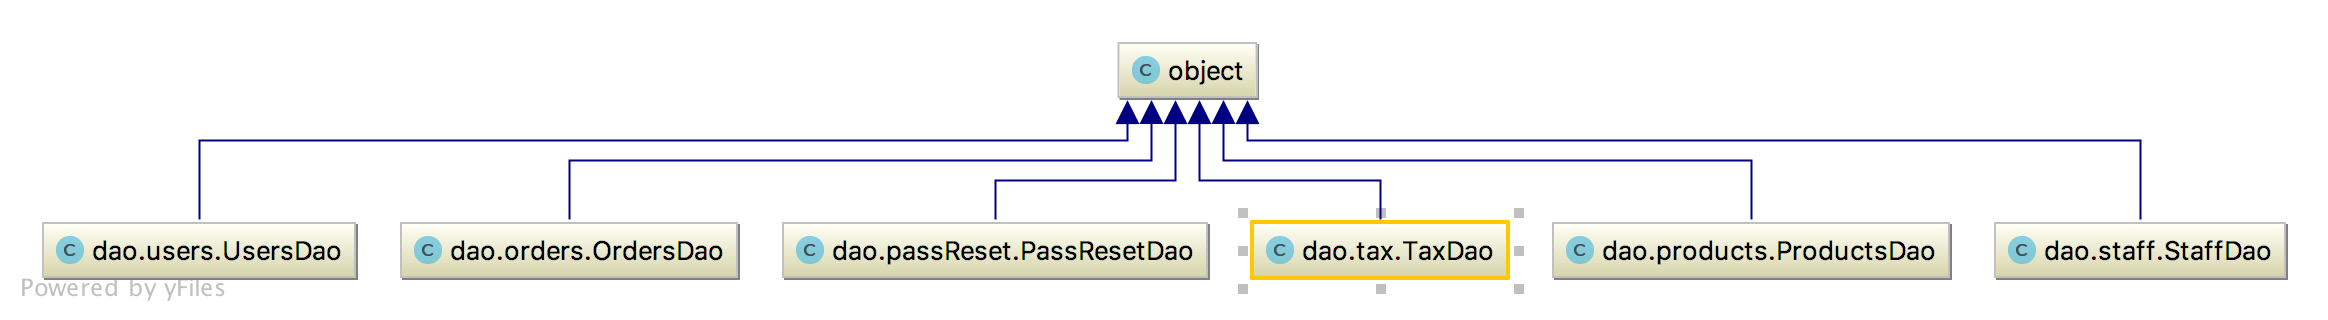 C object
C dao.users.UsersDao
C dao.orders.OrdersDao
C dao.passReset.PassResetDao
C dao.tax.TaxDao
C dao.products.ProductsDao
C dao.staff.StaffDao
Powered by yFiles